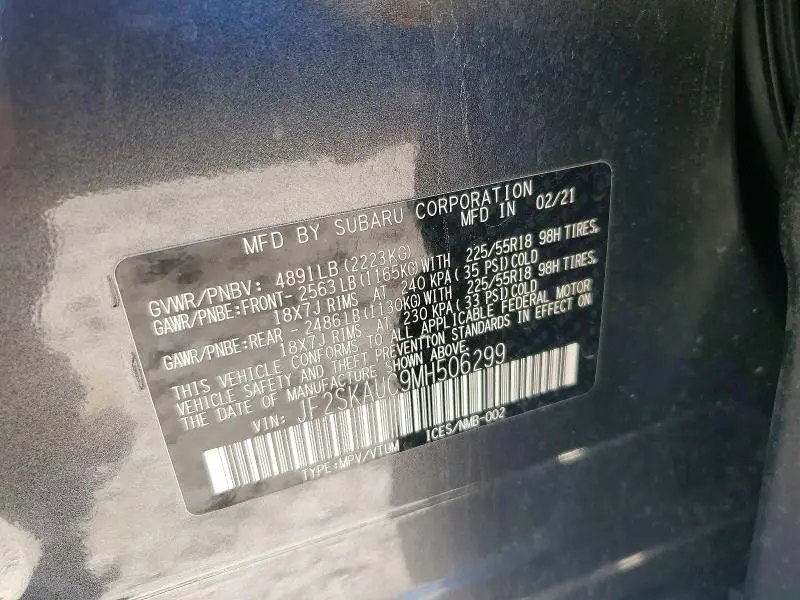 MFD BY SUBARU CORPORATION
MFD IN 02/21
GVWR/PNBV: 4891LB(2223KG)
GAWR/PNBE:FRONT- 2563LB(1165KG)WITH 225/55R18 98H TIRES,
18X7J RIMS AT 240 KPA(35 PSI)COLD
GAWR/PNBE:REAR - 2486LB(1130KG)WITH 225/55R18 98H TIRES,
18X7J RIMS AT 230 KPA(33 PSI)COLD
THIS VEHICLE CONFORMS TO ALL APPLICABLE FEDERAL MOTOR
VEHICLE SAFETY AND THEFT PREVENTION STANDARDS IN EFFECT ON
THE DATE OF MANUFACTURE SHOWN ABOVE.
VIN: JF2SKAUC9MH506299
TYPE:MPV/VTUM ICES/NMB-002